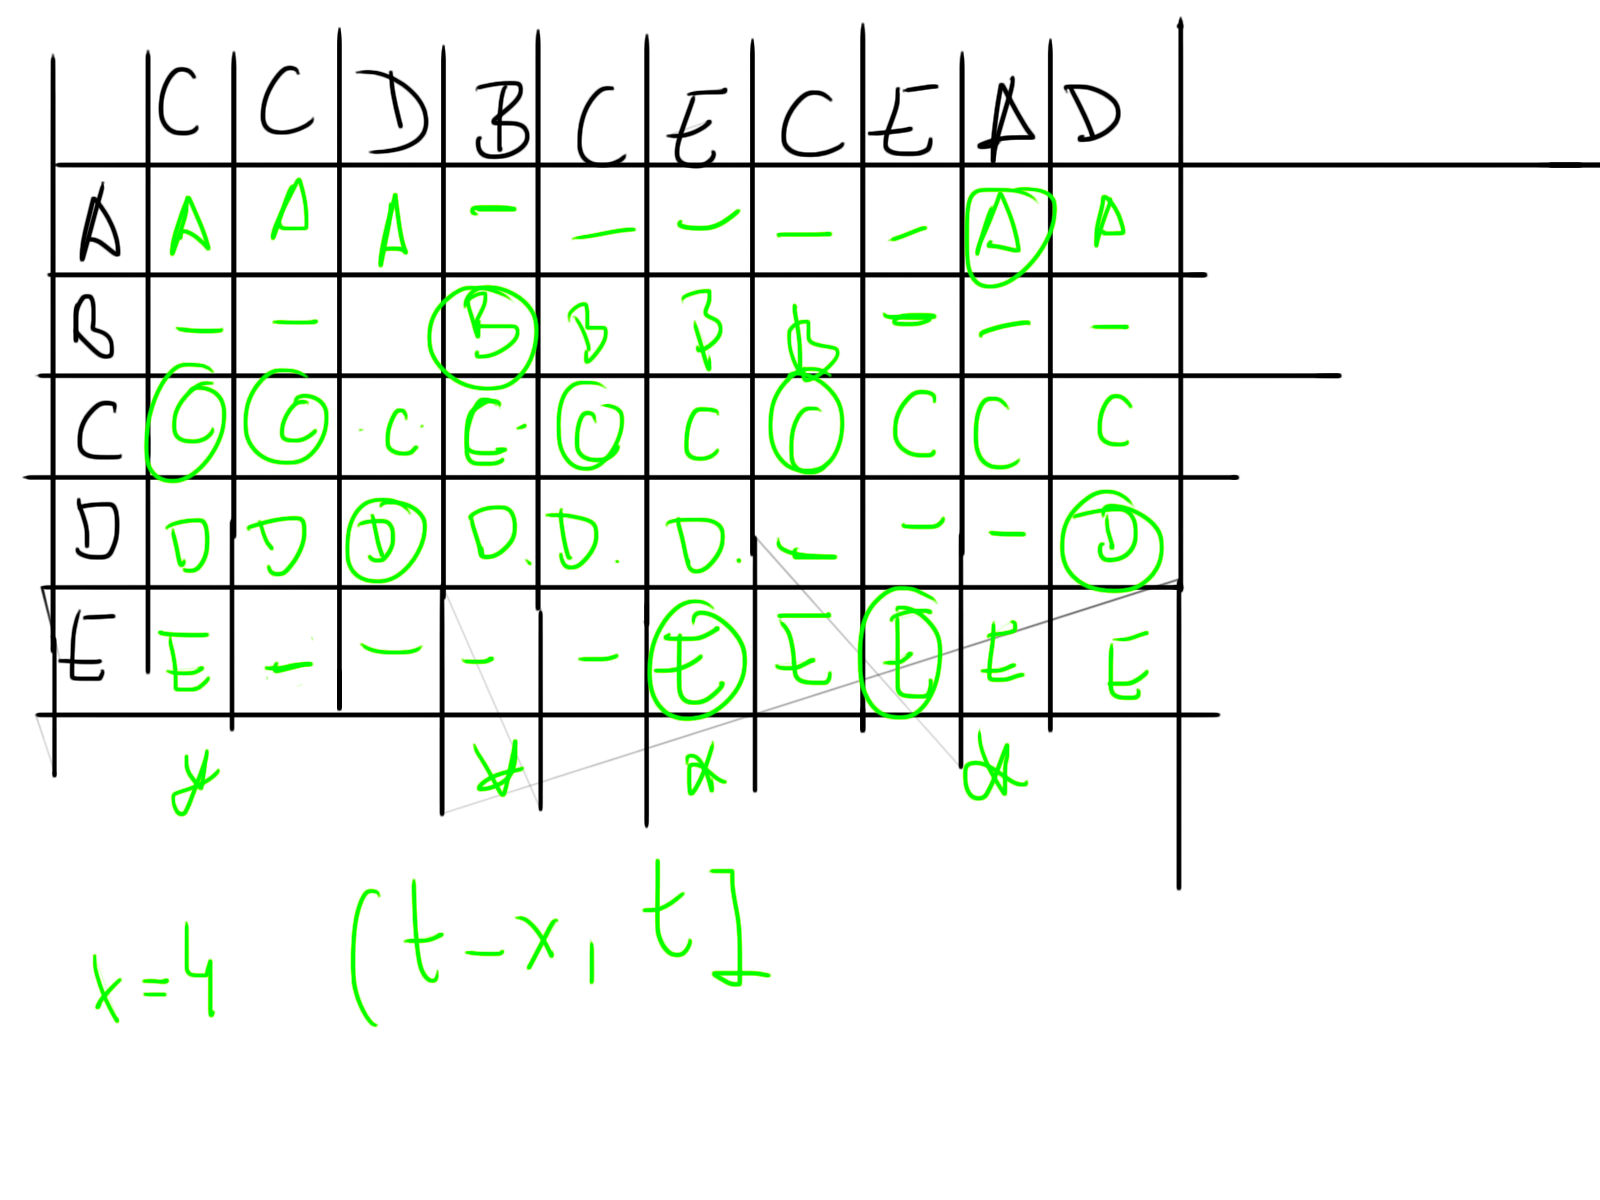 C C D B C E C E A D
A A A A - - - - - A A
B - - B B B B - - -
C C C C C C C C C C C
D D D D D D D - - - D
E E - - - - E E E E E
x=4 (t-x, t]